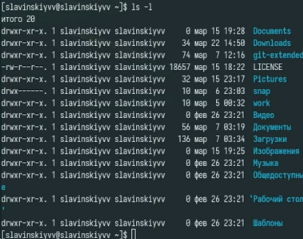 [slavinskiyvv@slavinskiyvv ~]$ ls -l
итого 20
drwxr-xr-x. 1 slavinskiyvv slavinskiyvv 0 мар 15 19:28 Documents
drwxr-xr-x. 1 slavinskiyvv slavinskiyvv 34 мар 22 14:50 Downloads
drwxr-xr-x. 1 slavinskiyvv slavinskiyvv 74 мар 7 12:16 git-extended
-rw-r--r--. 1 slavinskiyvv slavinskiyvv 18657 мар 15 18:22 LICENSE
drwxr-xr-x. 1 slavinskiyvv slavinskiyvv 32 мар 15 23:17 Pictures
drwx------. 1 slavinskiyvv slavinskiyvv 10 мар 6 23:03 snap
drwxr-xr-x. 1 slavinskiyvv slavinskiyvv 10 мар 5 00:32 work
drwxr-xr-x. 1 slavinskiyvv slavinskiyvv 0 фев 26 23:21 Видео
drwxr-xr-x. 1 slavinskiyvv slavinskiyvv 56 мар 7 03:19 Документы
drwxr-xr-x. 1 slavinskiyvv slavinskiyvv 136 мар 7 03:34 Загрузки
drwxr-xr-x. 1 slavinskiyvv slavinskiyvv 0 мар 15 19:25 Изображения
drwxr-xr-x. 1 slavinskiyvv slavinskiyvv 0 фев 26 23:21 Музыка
drwxr-xr-x. 1 slavinskiyvv slavinskiyvv 0 фев 26 23:21 Общедоступны
е
drwxr-xr-x. 1 slavinskiyvv slavinskiyvv 0 фев 26 23:21 'Рабочий стол
'
drwxr-xr-x. 1 slavinskiyvv slavinskiyvv 0 фев 26 23:21 Шаблоны
[slavinskiyvv@slavinskiyvv ~]$